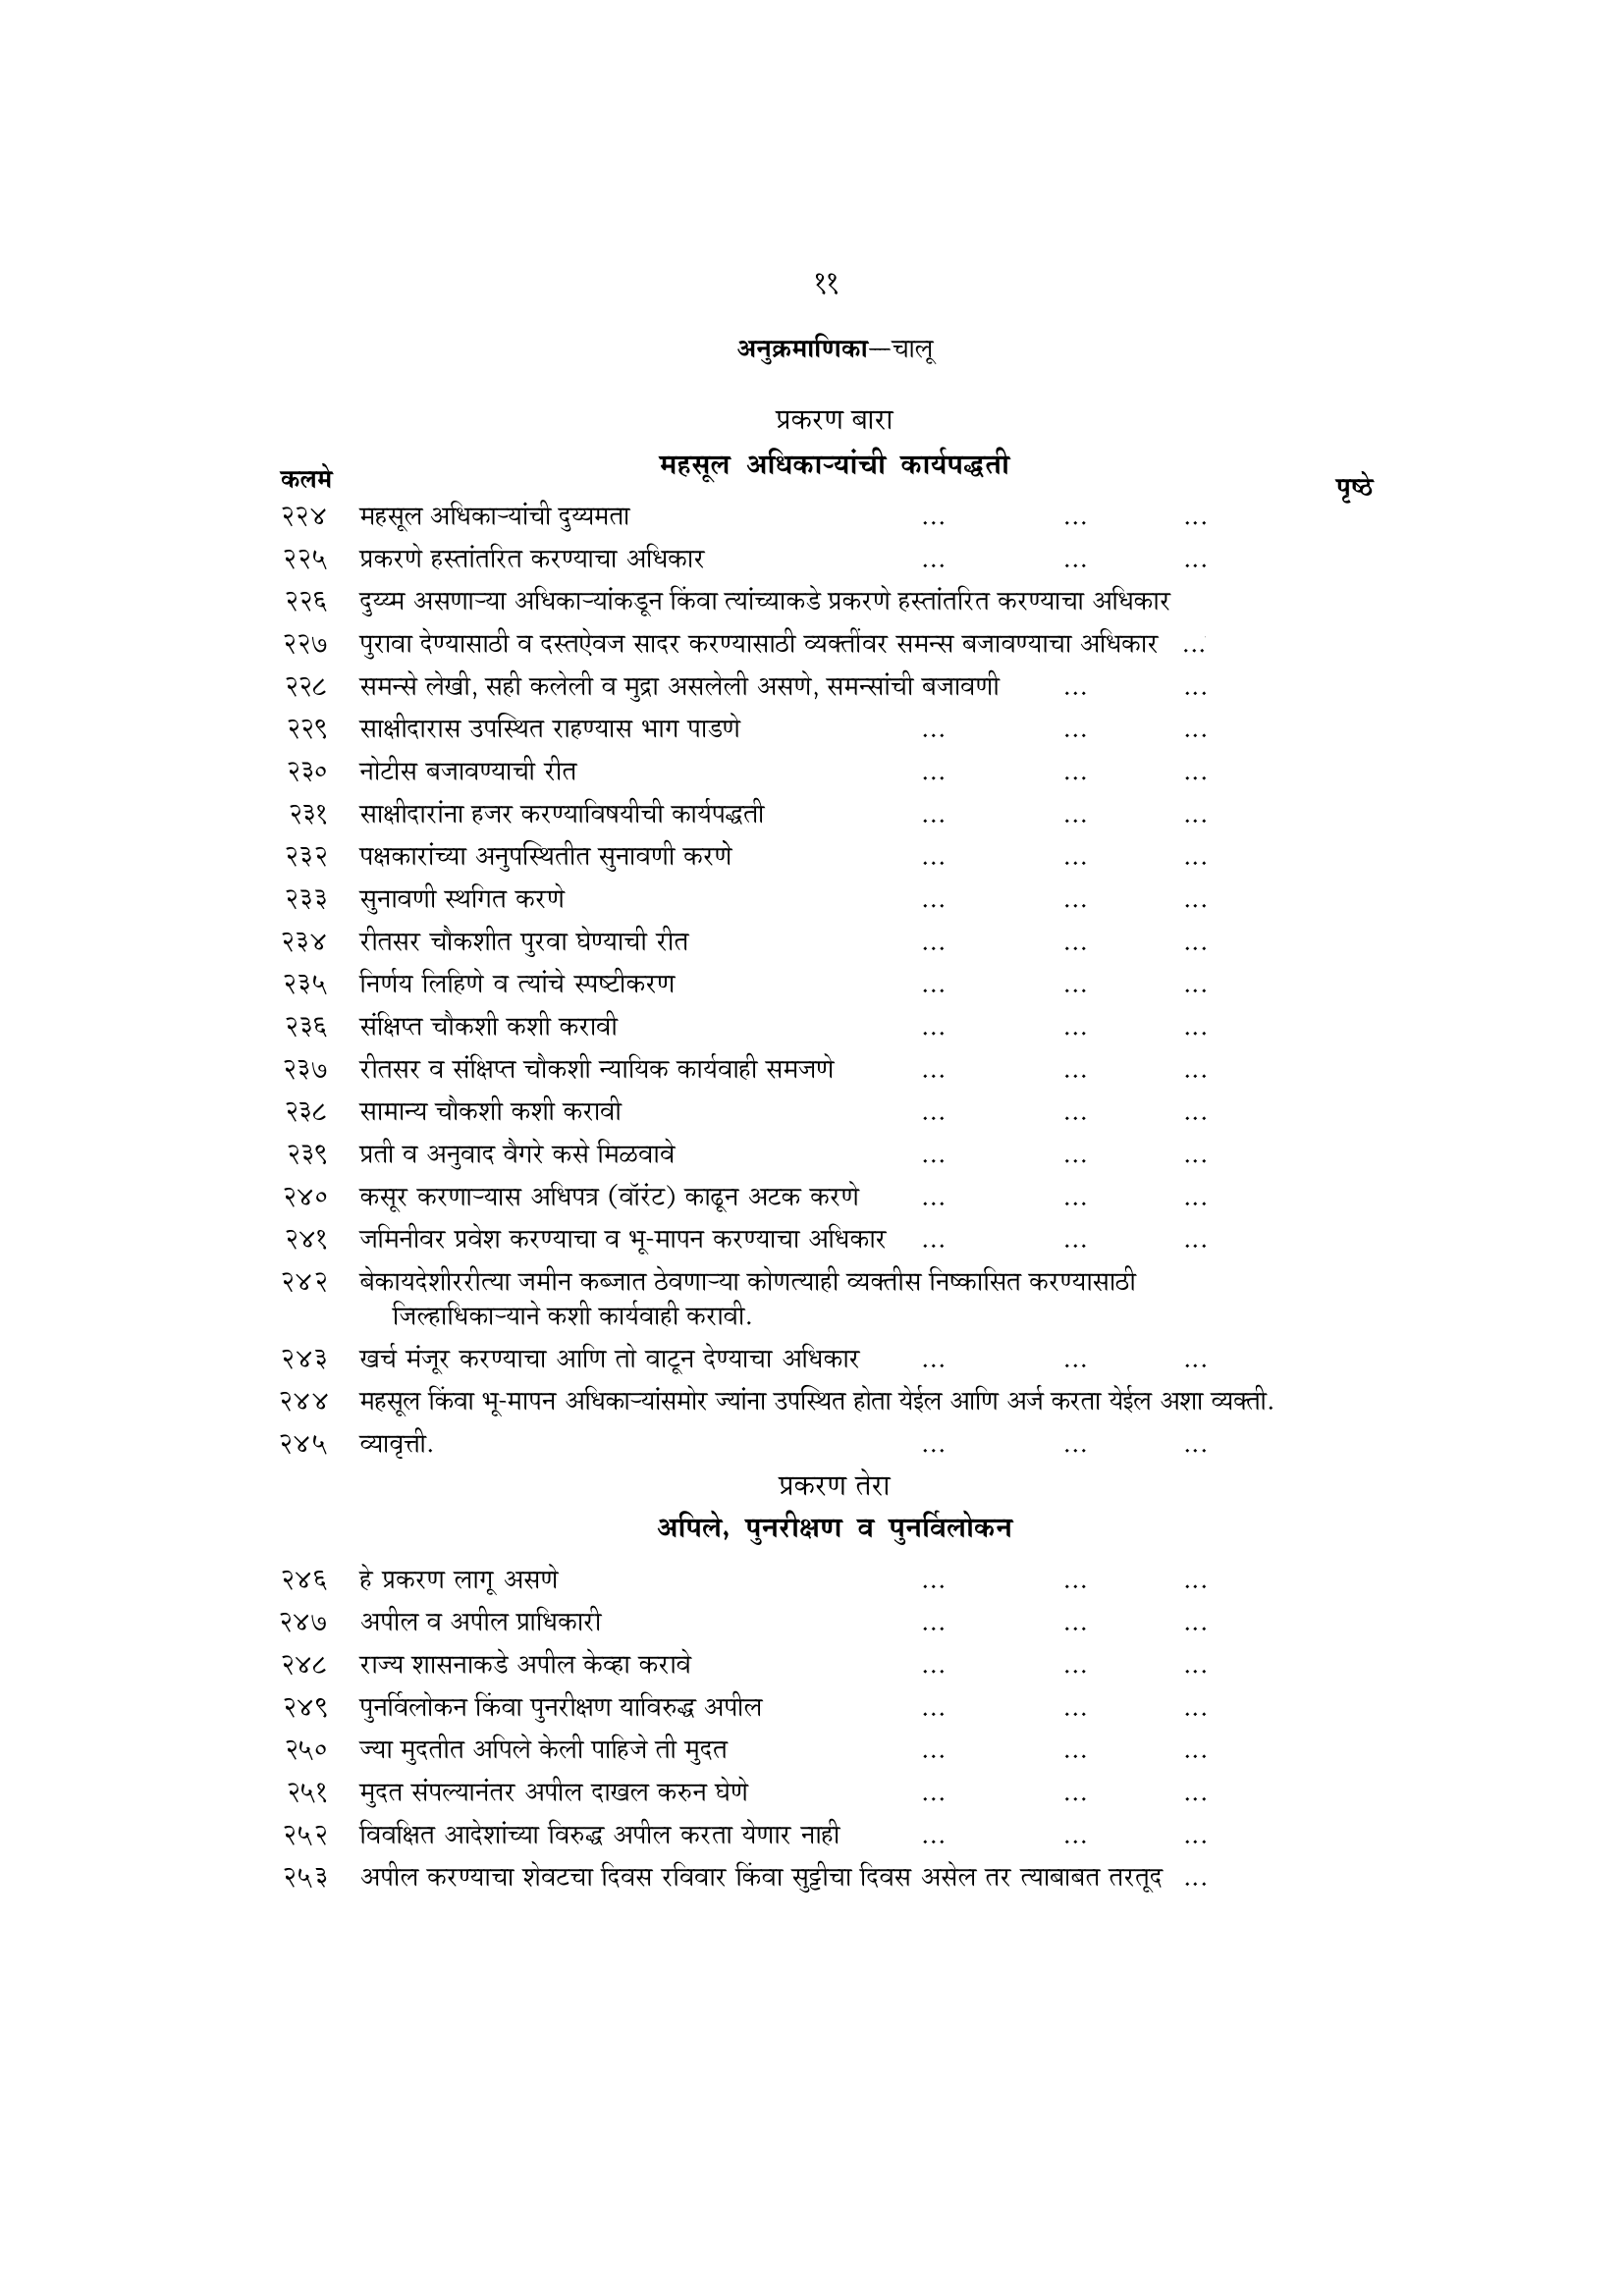 ११
अनुक्रमाणिका—चालू
प्रकरण बारा
महसूल अधिकाऱ्यांची कार्यपद्धती
कलमे
पृष्ठे
२२४ महसूल अधिकाऱ्यांची दुय्यमता ... ... ...
२२५ प्रकरणे हस्तांतरित करण्याचा अधिकार ... ... ...
२२६ दुय्य्म असणाऱ्या अधिकाऱ्यांकडून किंवा त्यांच्याकडे प्रकरणे हस्तांतरित करण्याचा अधिकार
२२७ पुरावा देण्यासाठी व दस्तऐवज सादर करण्यासाठी व्यक्तींवर समन्स बजावण्याचा अधिकार ...
२२८ समन्से लेखी, सही कलेली व मुद्रा असलेली असणे, समन्सांची बजावणी ... ...
२२९ साक्षीदारास उपस्थित राहण्यास भाग पाडणे ... ... ...
२३० नोटीस बजावण्याची रीत ... ... ...
२३१ साक्षीदारांना हजर करण्याविषयीची कार्यपद्धती ... ... ...
२३२ पक्षकारांच्या अनुपस्थितीत सुनावणी करणे ... ... ...
२३३ सुनावणी स्थगित करणे ... ... ...
२३४ रीतसर चौकशीत पुरवा घेण्याची रीत ... ... ...
२३५ निर्णय लिहिणे व त्यांचे स्पष्टीकरण ... ... ...
२३६ संक्षिप्त चौकशी कशी करावी ... ... ...
२३७ रीतसर व संक्षिप्त चौकशी न्यायिक कार्यवाही समजणे ... ... ...
२३८ सामान्य चौकशी कशी करावी ... ... ...
२३९ प्रती व अनुवाद वैगरे कसे मिळवावे ... ... ...
२४० कसूर करणाऱ्यास अधिपत्र (वॉरंट) काढून अटक करणे ... ... ...
२४१ जमिनीवर प्रवेश करण्याचा व भू-मापन करण्याचा अधिकार ... ... ...
२४२ बेकायदेशीररीत्या जमीन कब्जात ठेवणाऱ्या कोणत्याही व्यक्तीस निष्कासित करण्यासाठी
जिल्हाधिकाऱ्याने कशी कार्यवाही करावी.
२४३ खर्च मंजूर करण्याचा आणि तो वाटून देण्याचा अधिकार ... ... ...
२४४ महसूल किंवा भू-मापन अधिकाऱ्यांसमोर ज्यांना उपस्थित होता येईल आणि अर्ज करता येईल अशा व्यक्ती.
२४५ व्यावृत्ती. ... ... ...
प्रकरण तेरा
अपिले, पुनरीक्षण व पुनर्विलोकन
२४६ हे प्रकरण लागू असणे ... ... ...
२४७ अपील व अपील प्राधिकारी ... ... ...
२४८ राज्य शासनाकडे अपील केव्हा करावे ... ... ...
२४९ पुनर्विलोकन किंवा पुनरीक्षण याविरुद्ध अपील ... ... ...
२५० ज्या मुदतीत अपिले केली पाहिजे ती मुदत ... ... ...
२५१ मुदत संपल्यानंतर अपील दाखल करुन घेणे ... ... ...
२५२ विवक्षित आदेशांच्या विरुद्ध अपील करता येणार नाही ... ... ...
२५३ अपील करण्याचा शेवटचा दिवस रविवार किंवा सुट्टीचा दिवस असेल तर त्याबाबत तरतूद ...